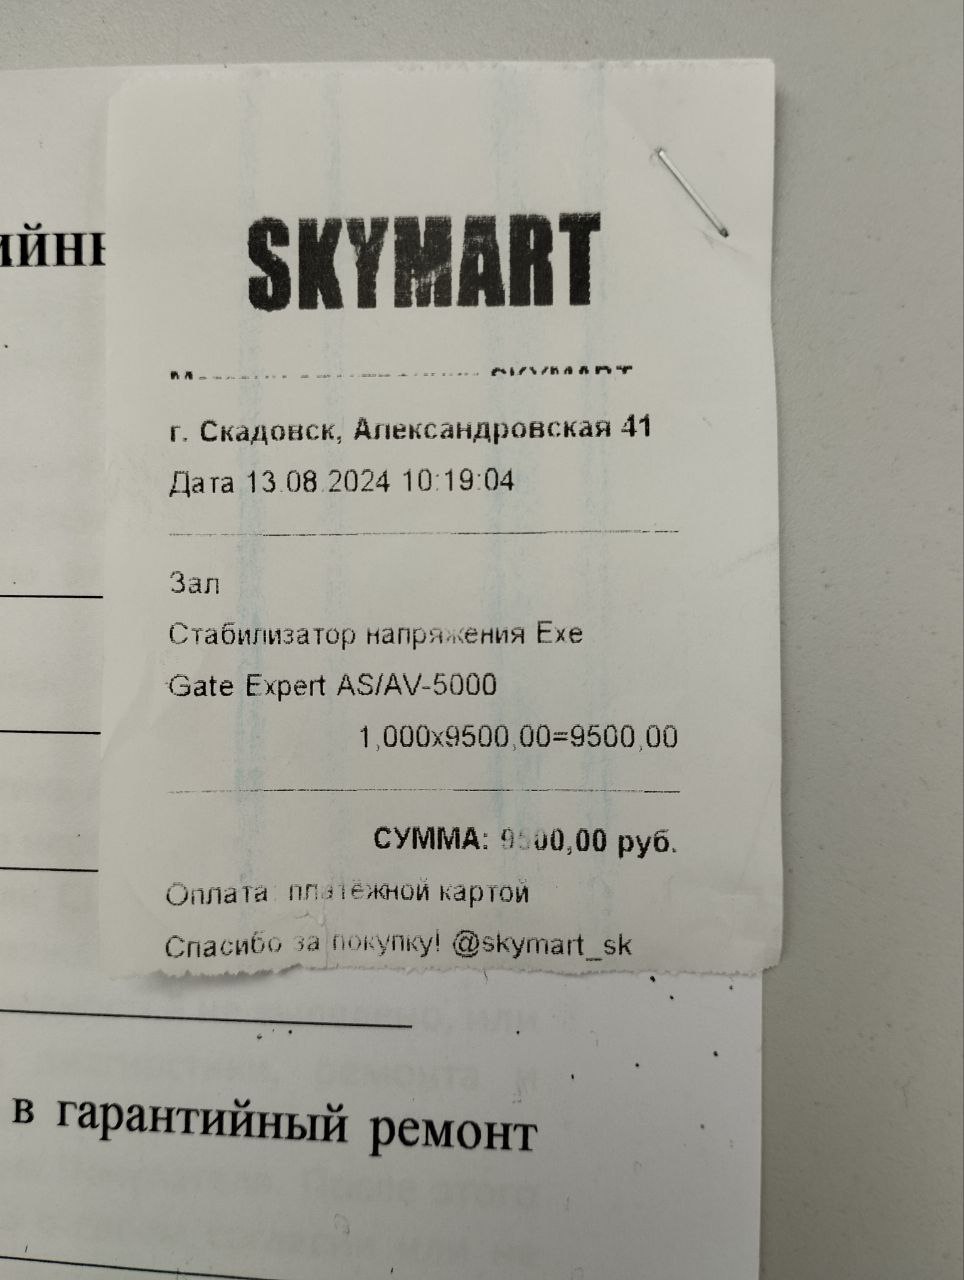 SKYMART
SKYMART
г. Скадовск, Александровская 41
Дата 13.08.2024 10:19:04
Зал
Стабилизатор напряжения Exe
Gate Expert AS/AV-5000
1,000x9500,00=9500,00
СУММА: 9500,00 руб.
Оплата: платёжной картой
Спасибо за покупку! @skymart_sk
в гарантийный ремонт